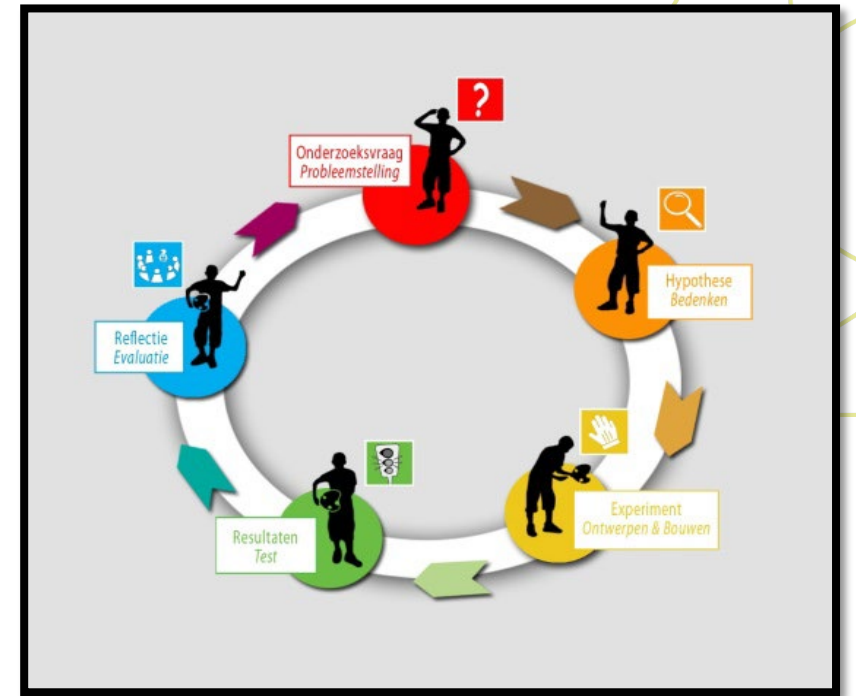 ?
Onderzoeksvraag
Probleemstelling
Hypothese
Bedenken
Experiment
Ontwerpen & Bouwen
Resultaten
Test
Reflectie
Evaluatie